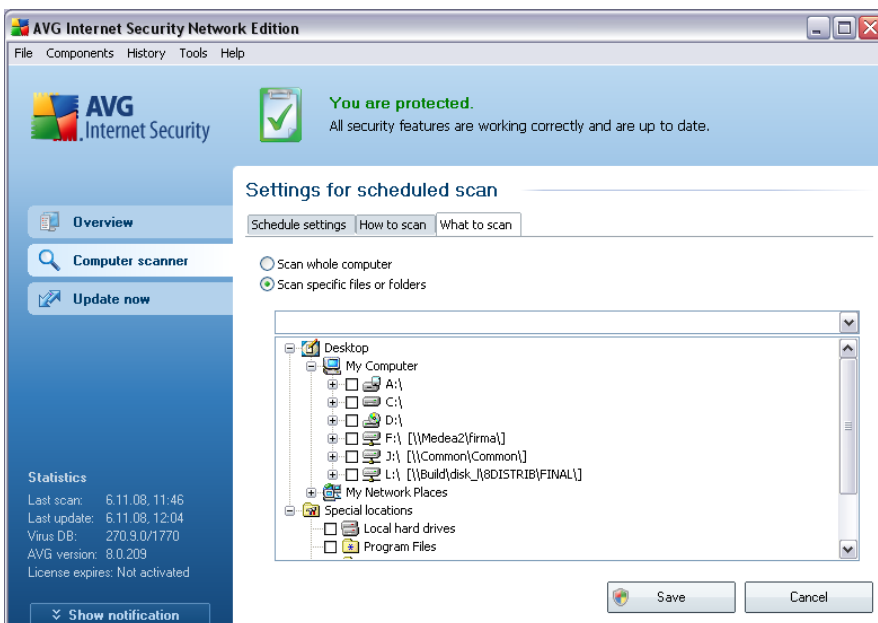 AVG Internet Security Network Edition
File Components History Tools Help
AVG
Internet Security
You are protected.
All security features are working correctly and are up to date.
Settings for scheduled scan
Schedule settings How to scan What to scan
Overview
Computer scanner
Update now
Scan whole computer
Scan specific files or folders
Desktop
My Computer
A:\
C:\
D:\
F:\ [\\Medea2\firma\]
J:\ [\\Common\Common\]
L:\ [\\Build\disk_l\8DISTRIB\FINAL\]
My Network Places
Special locations
Local hard drives
Program Files
Statistics
Last scan: 6.11.08, 11:46
Last update: 6.11.08, 12:04
Virus DB: 270.9.0/1770
AVG version: 8.0.209
License expires: Not activated
Save Cancel
Show notification